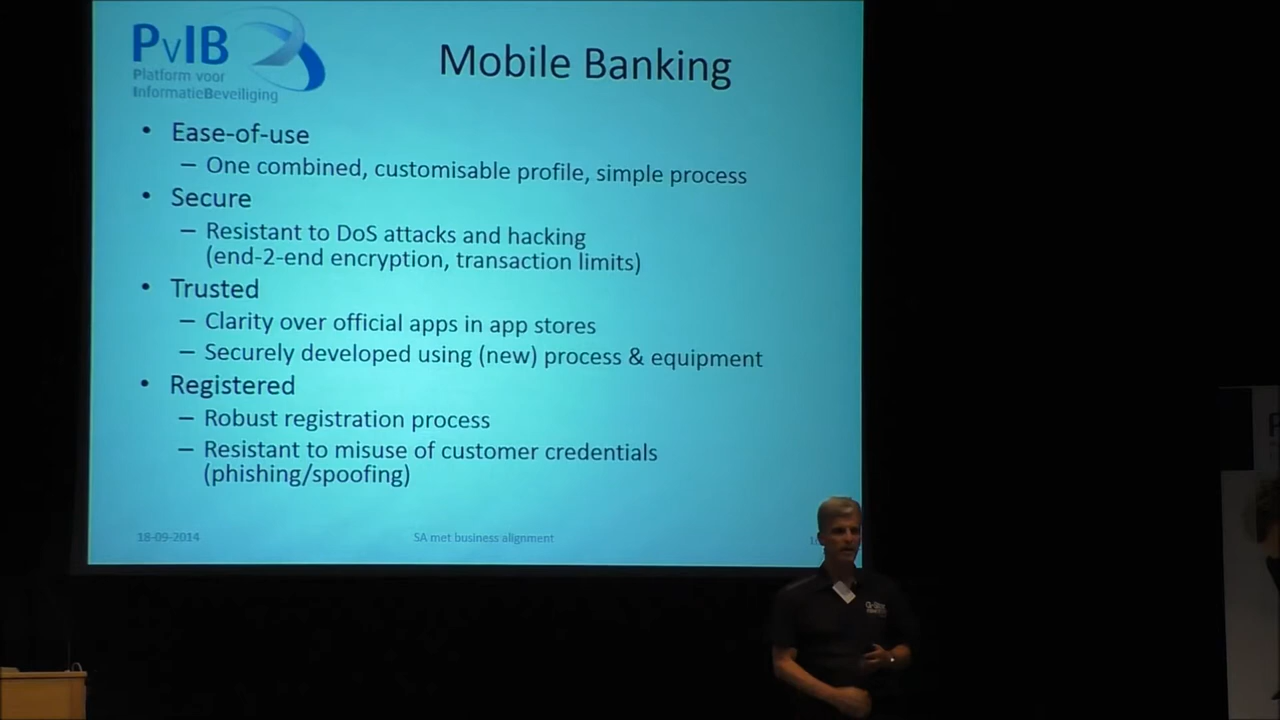 PvIB
Platform voor
InformatieBeveiliging
Mobile Banking
• Ease-of-use
– One combined, customisable profile, simple process
• Secure
– Resistant to DoS attacks and hacking
(end-2-end encryption, transaction limits)
• Trusted
– Clarity over official apps in app stores
– Securely developed using (new) process & equipment
• Registered
– Robust registration process
– Resistant to misuse of customer credentials
(phishing/spoofing)
18-09-2014
SA met business alignment